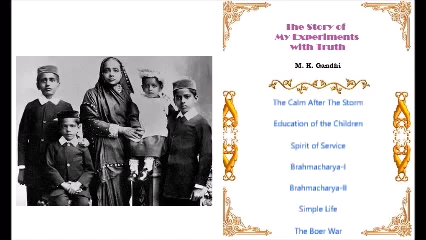 The Story of
My Experiments
with Truth
M. K. Gandhi
The Calm After The Storm
Education of the Children
Spirit of Service
Brahmacharya-I
Brahmacharya-II
Simple Life
The Boer War